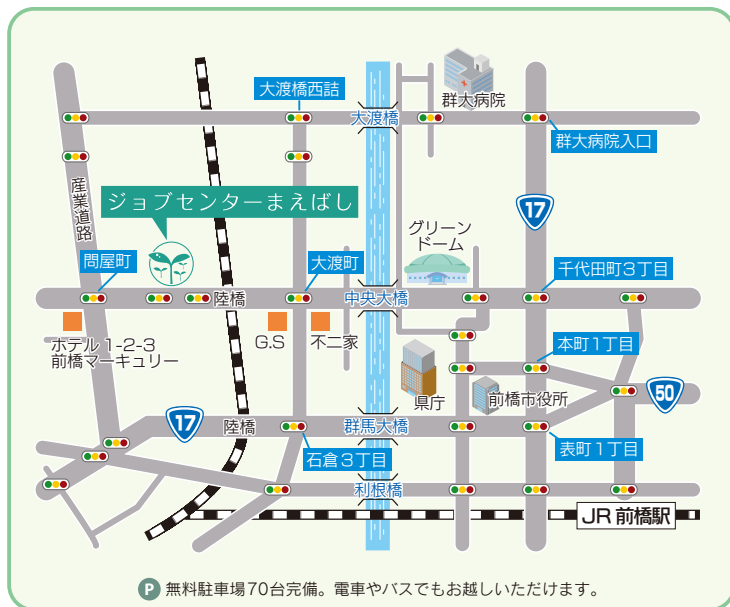 大渡橋西詰
群大病院
大渡橋
群大病院入口
産業道路
ジョブセンターまえばし
17
グリーン
ドーム
問屋町
大渡町
千代田町3丁目
陸橋
中央大橋
ホテル 1-2-3
前橋マーキュリー
G.S
不二家
本町1丁目
県庁
前橋市役所
50
17
陸橋
群馬大橋
石倉3丁目
表町1丁目
利根橋
JR 前橋駅
P 無料駐車場70台完備。電車やバスでもお越しいただけます。